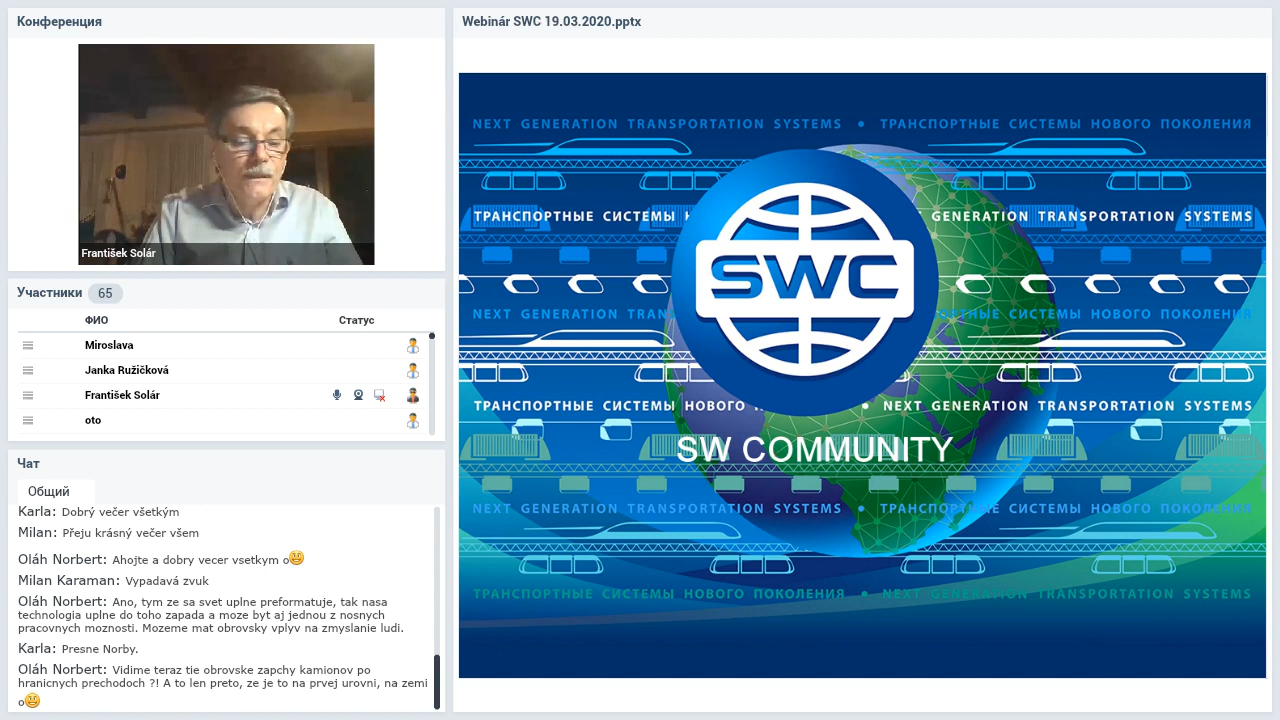 Конференция
František Solár
Участники 65
ФИО Статус
Miroslava
Janka Ružičková
František Solár
oto
Чат
Общий
Karla: Dobrý večer všetkým
Milan: Přeju krásný večer všem
Oláh Norbert: Ahojte a dobry vecer vsetkym o
Milan Karaman: Vypadavá zvuk
Oláh Norbert: Ano, tym ze sa svet uplne preformatuje, tak nasa
technologia uplne do toho zapada a moze byt aj jednou z nosnych
pracovnych moznosti. Mozeme mat obrovsky vplyv na zmyslanie ludi.
Karla: Presne Norby.
Oláh Norbert: Vidime teraz tie obrovske zapchy kamionov po
hranicnych prechodoch ?! A to len preto, ze je to na prvej urovni, na zemi
o
Webinár SWC 19.03.2020.pptx
NEXT GENERATION TRANSPORTATION SYSTEMS • ТРАНСПОРТНЫЕ СИСТЕМЫ НОВОГО ПОКОЛЕНИЯ
ТРАНСПОРТНЫЕ СИСТЕМЫ GENERATION TRANSPORTATION SYSTEMS
SWC
NEXT GENERATION СИСТЕМЫ НОВОГО ПОКОЛЕНИЯ
ТРАНСПОРТНЫЕ СИСТЕМЫ НОВОГО • NEXT GENERATION TRANSPORTATION SYSTEMS
SW COMMUNITY
NEXT GENERATION TRANSPORTATION SYSTEMS • ТРАНСПОРТНЫЕ СИСТЕМЫ НОВОГО ПОКОЛЕНИЯ
ТРАНСПОРТНЫЕ СИСТЕМЫ НОВОГО ПОКОЛЕНИЯ • NEXT GENERATION TRANSPORTATION SYSTEMS